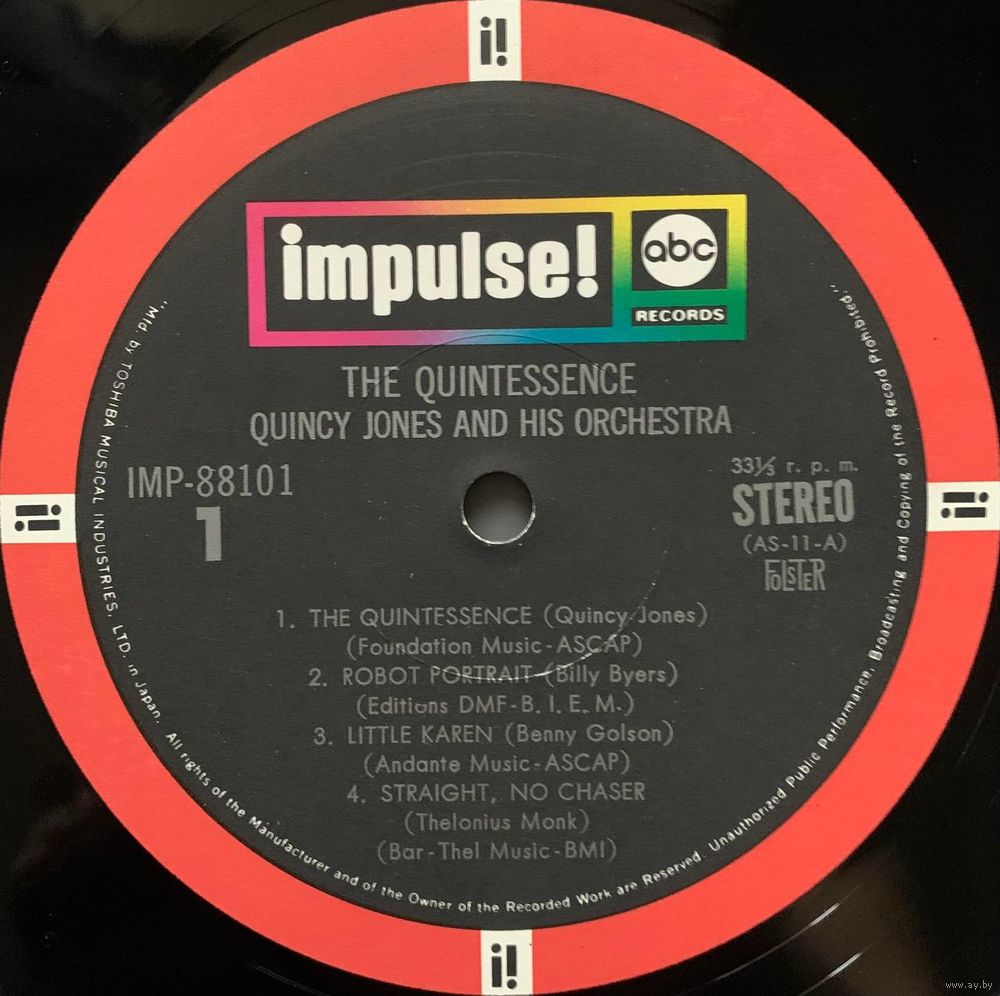 i!
impulse!
abc
RECORDS
THE QUINTESSENCE
QUINCY JONES AND HIS ORCHESTRA
IMP-88101
1
33⅓ r. p. m.
STEREO
(AS-11-A)
FOLSTER
i!
i!
1. THE QUINTESSENCE (Quincy Jones)
(Foundation Music-ASCAP)
2. ROBOT PORTRAIT (Billy Byers)
(Editions DMF-B. I. E. M.)
3. LITTLE KAREN (Benny Golson)
(Andante Music-ASCAP)
4. STRAIGHT, NO CHASER
(Thelonius Monk)
(Bar-Thel Music-BMI)
"Mfd. by TOSHIBA MUSICAL INDUSTRIES, LTD. in Japan. All rights of the Manufacturer and of the Owner of the Recorded Work are Reserved. Unauthorized Public Performance, Broadcasting and Copying of the Record Prohibited."
i!
www.ay.by